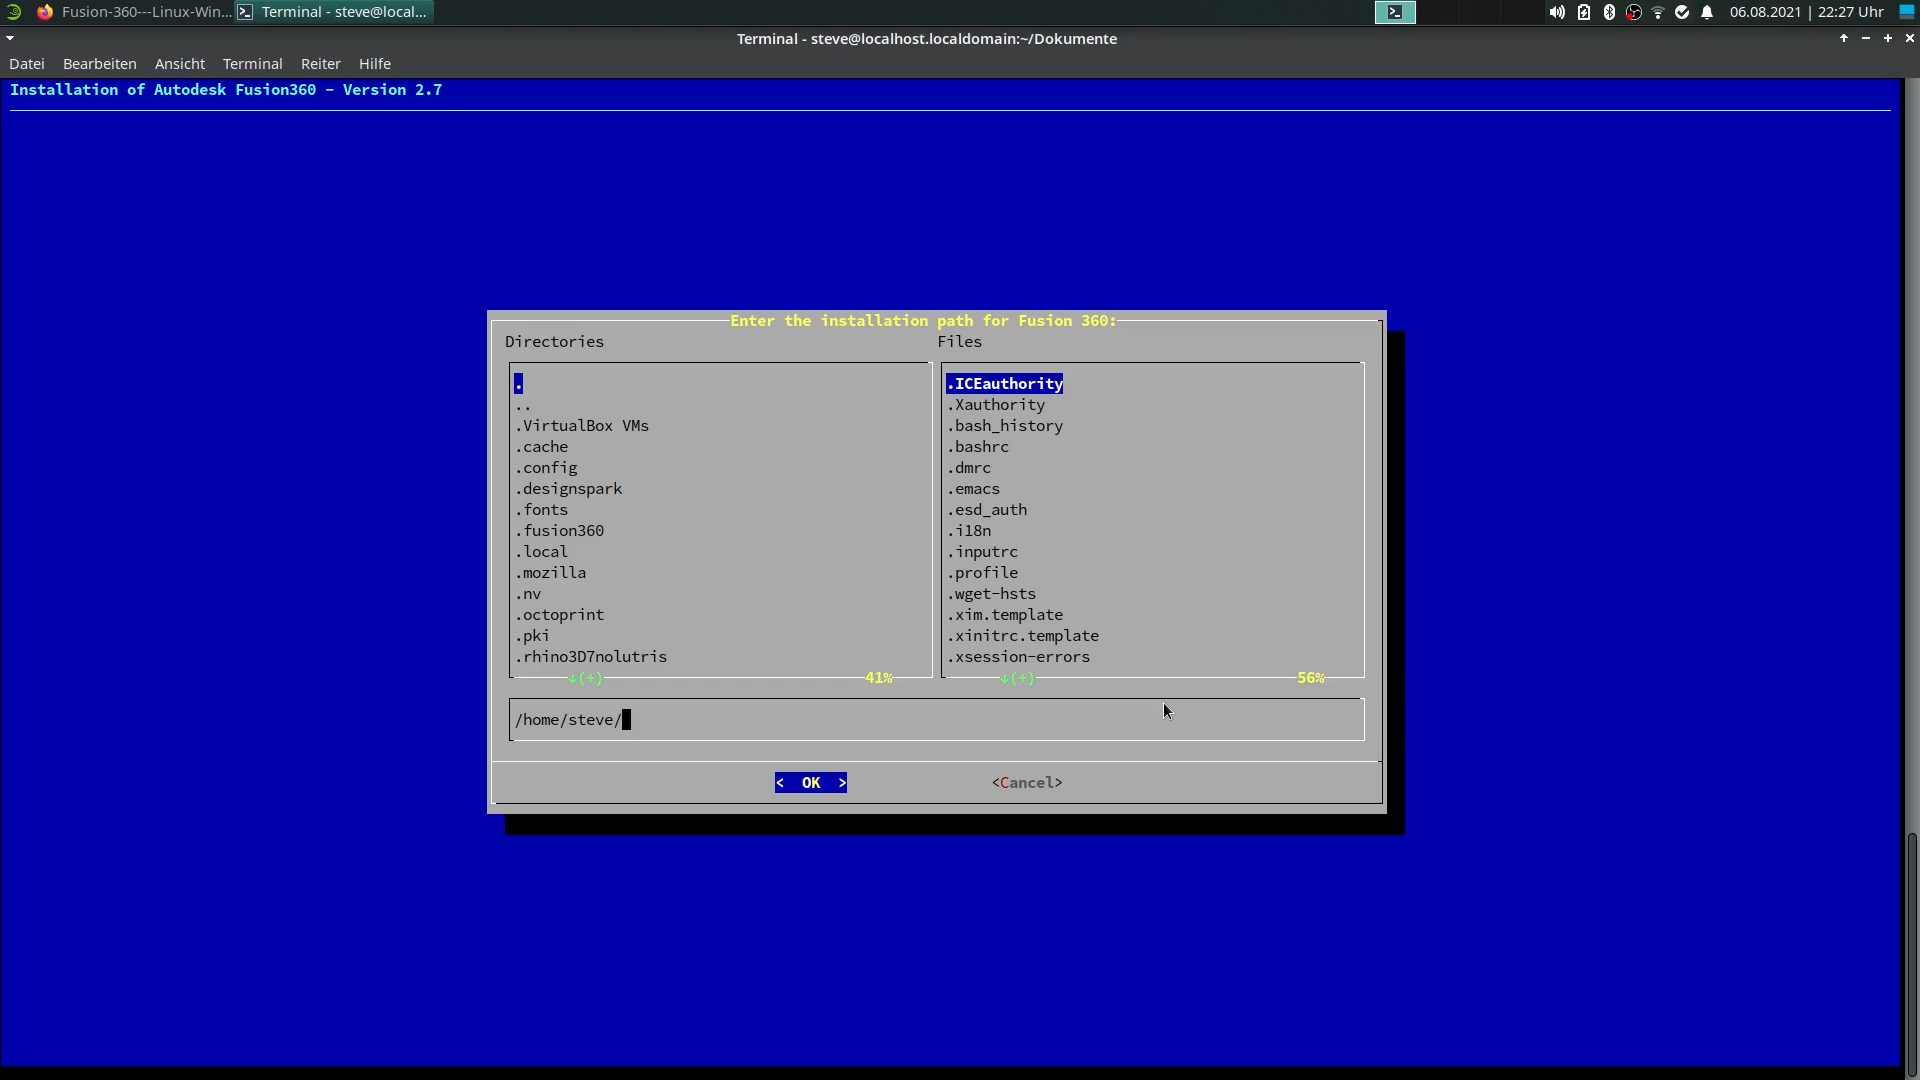 Fusion-360---Linux-Win... Terminal - steve@local... 06.08.2021 | 22:27 Uhr
Terminal - steve@localhost.localdomain:~/Dokumente
Datei Bearbeiten Ansicht Terminal Reiter Hilfe
Installation of Autodesk Fusion360 - Version 2.7
Enter the installation path for Fusion 360:
Directories
.
..
.VirtualBox VMs
.cache
.config
.designspark
.fonts
.fusion360
.local
.mozilla
.nv
.octoprint
.pki
.rhino3D7nolutris
↓(+) 41%
Files
.ICEauthority
.Xauthority
.bash_history
.bashrc
.dmrc
.emacs
.esd_auth
.i18n
.inputrc
.profile
.wget-hsts
.xim.template
.xinitrc.template
.xsession-errors
↓(+) 56%
/home/steve/
< OK > <Cancel>